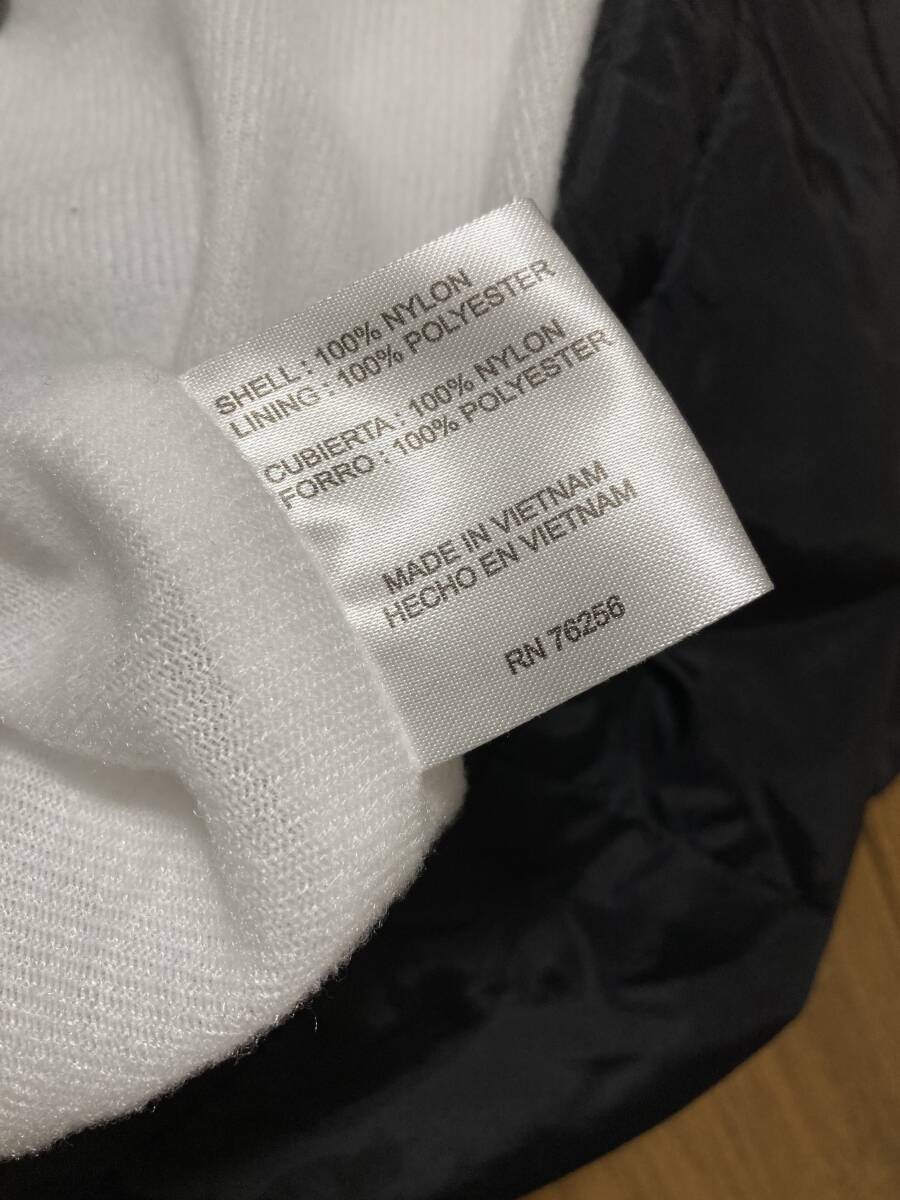 SHELL : 100% NYLON
LINING : 100% POLYESTER
CUBIERTA : 100% NYLON
FORRO : 100% POLYESTER
MADE IN VIETNAM
HECHO EN VIETNAM
RN 76256